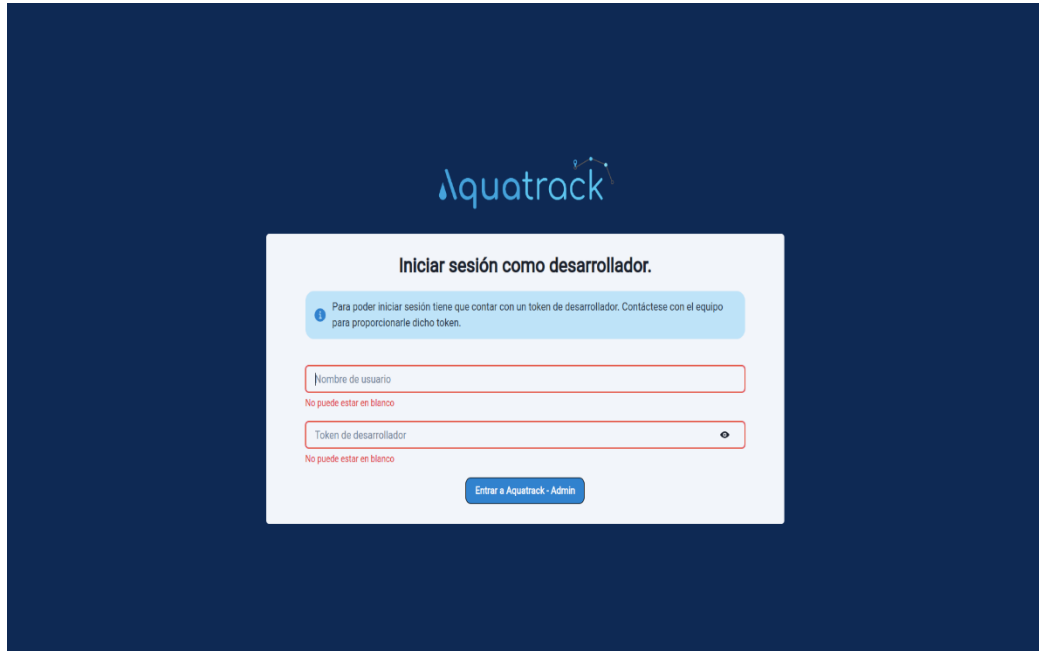 Aquatrack
Iniciar sesión como desarrollador.
Para poder iniciar sesión tiene que contar con un token de desarrollador. Contáctese con el equipo
para proporcionarle dicho token.
Nombre de usuario
No puede estar en blanco
Token de desarrollador
No puede estar en blanco
Entrar a Aquatrack - Admin